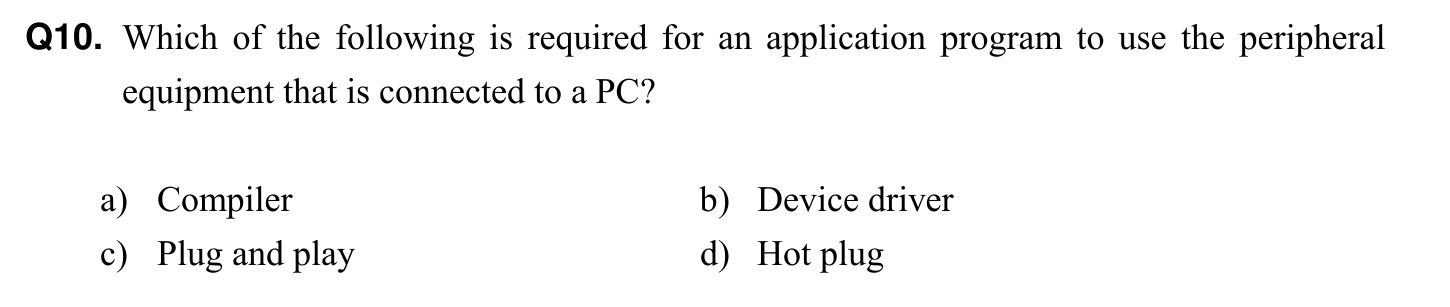 Q10. Which of the following is required for an application program to use the peripheral
equipment that is connected to a PC?
a) Compiler b) Device driver
c) Plug and play d) Hot plug